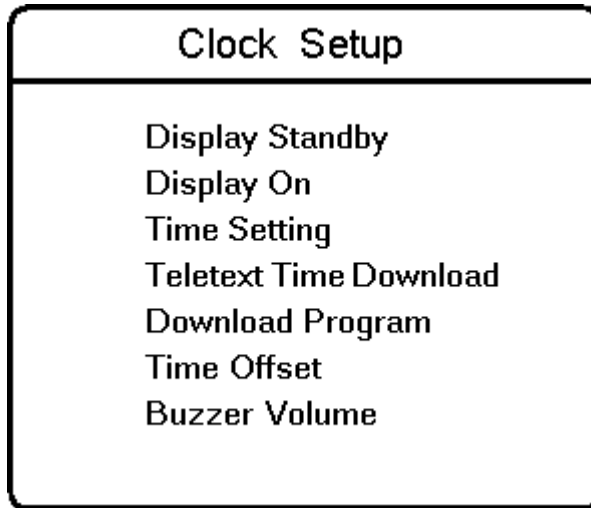 Clock Setup
Display Standby
Display On
Time Setting
Teletext Time Download
Download Program
Time Offset
Buzzer Volume